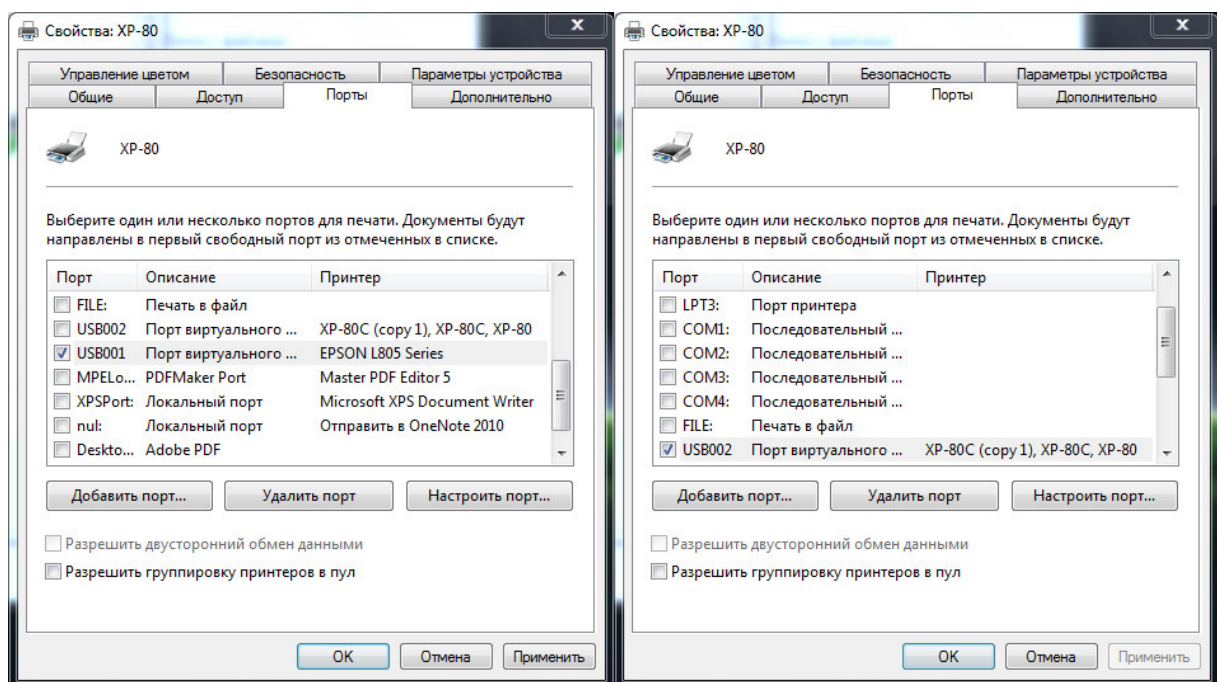 Свойства: XP-80
x
Управление цветом Безопасность Параметры устройства
Общие Доступ Порты Дополнительно
XP-80
Выберите один или несколько портов для печати. Документы будут
направлены в первый свободный порт из отмеченных в списке.
Порт Описание Принтер
FILE: Печать в файл
USB002 Порт виртуального ... XP-80C (copy 1), XP-80C, XP-80
USB001 Порт виртуального ... EPSON L805 Series
MPELo... PDFMaker Port Master PDF Editor 5
XPSPort: Локальный порт Microsoft XPS Document Writer
nul: Локальный порт Отправить в OneNote 2010
Deskto... Adobe PDF
Добавить порт... Удалить порт Настроить порт...
Разрешить двусторонний обмен данными
Разрешить группировку принтеров в пул
OK Отмена Применить
Свойства: XP-80
x
Управление цветом Безопасность Параметры устройства
Общие Доступ Порты Дополнительно
XP-80
Выберите один или несколько портов для печати. Документы будут
направлены в первый свободный порт из отмеченных в списке.
Порт Описание Принтер
LPT3: Порт принтера
COM1: Последовательный ...
COM2: Последовательный ...
COM3: Последовательный ...
COM4: Последовательный ...
FILE: Печать в файл
USB002 Порт виртуального ... XP-80C (copy 1), XP-80C, XP-80
Добавить порт... Удалить порт Настроить порт...
Разрешить двусторонний обмен данными
Разрешить группировку принтеров в пул
OK Отмена Применить